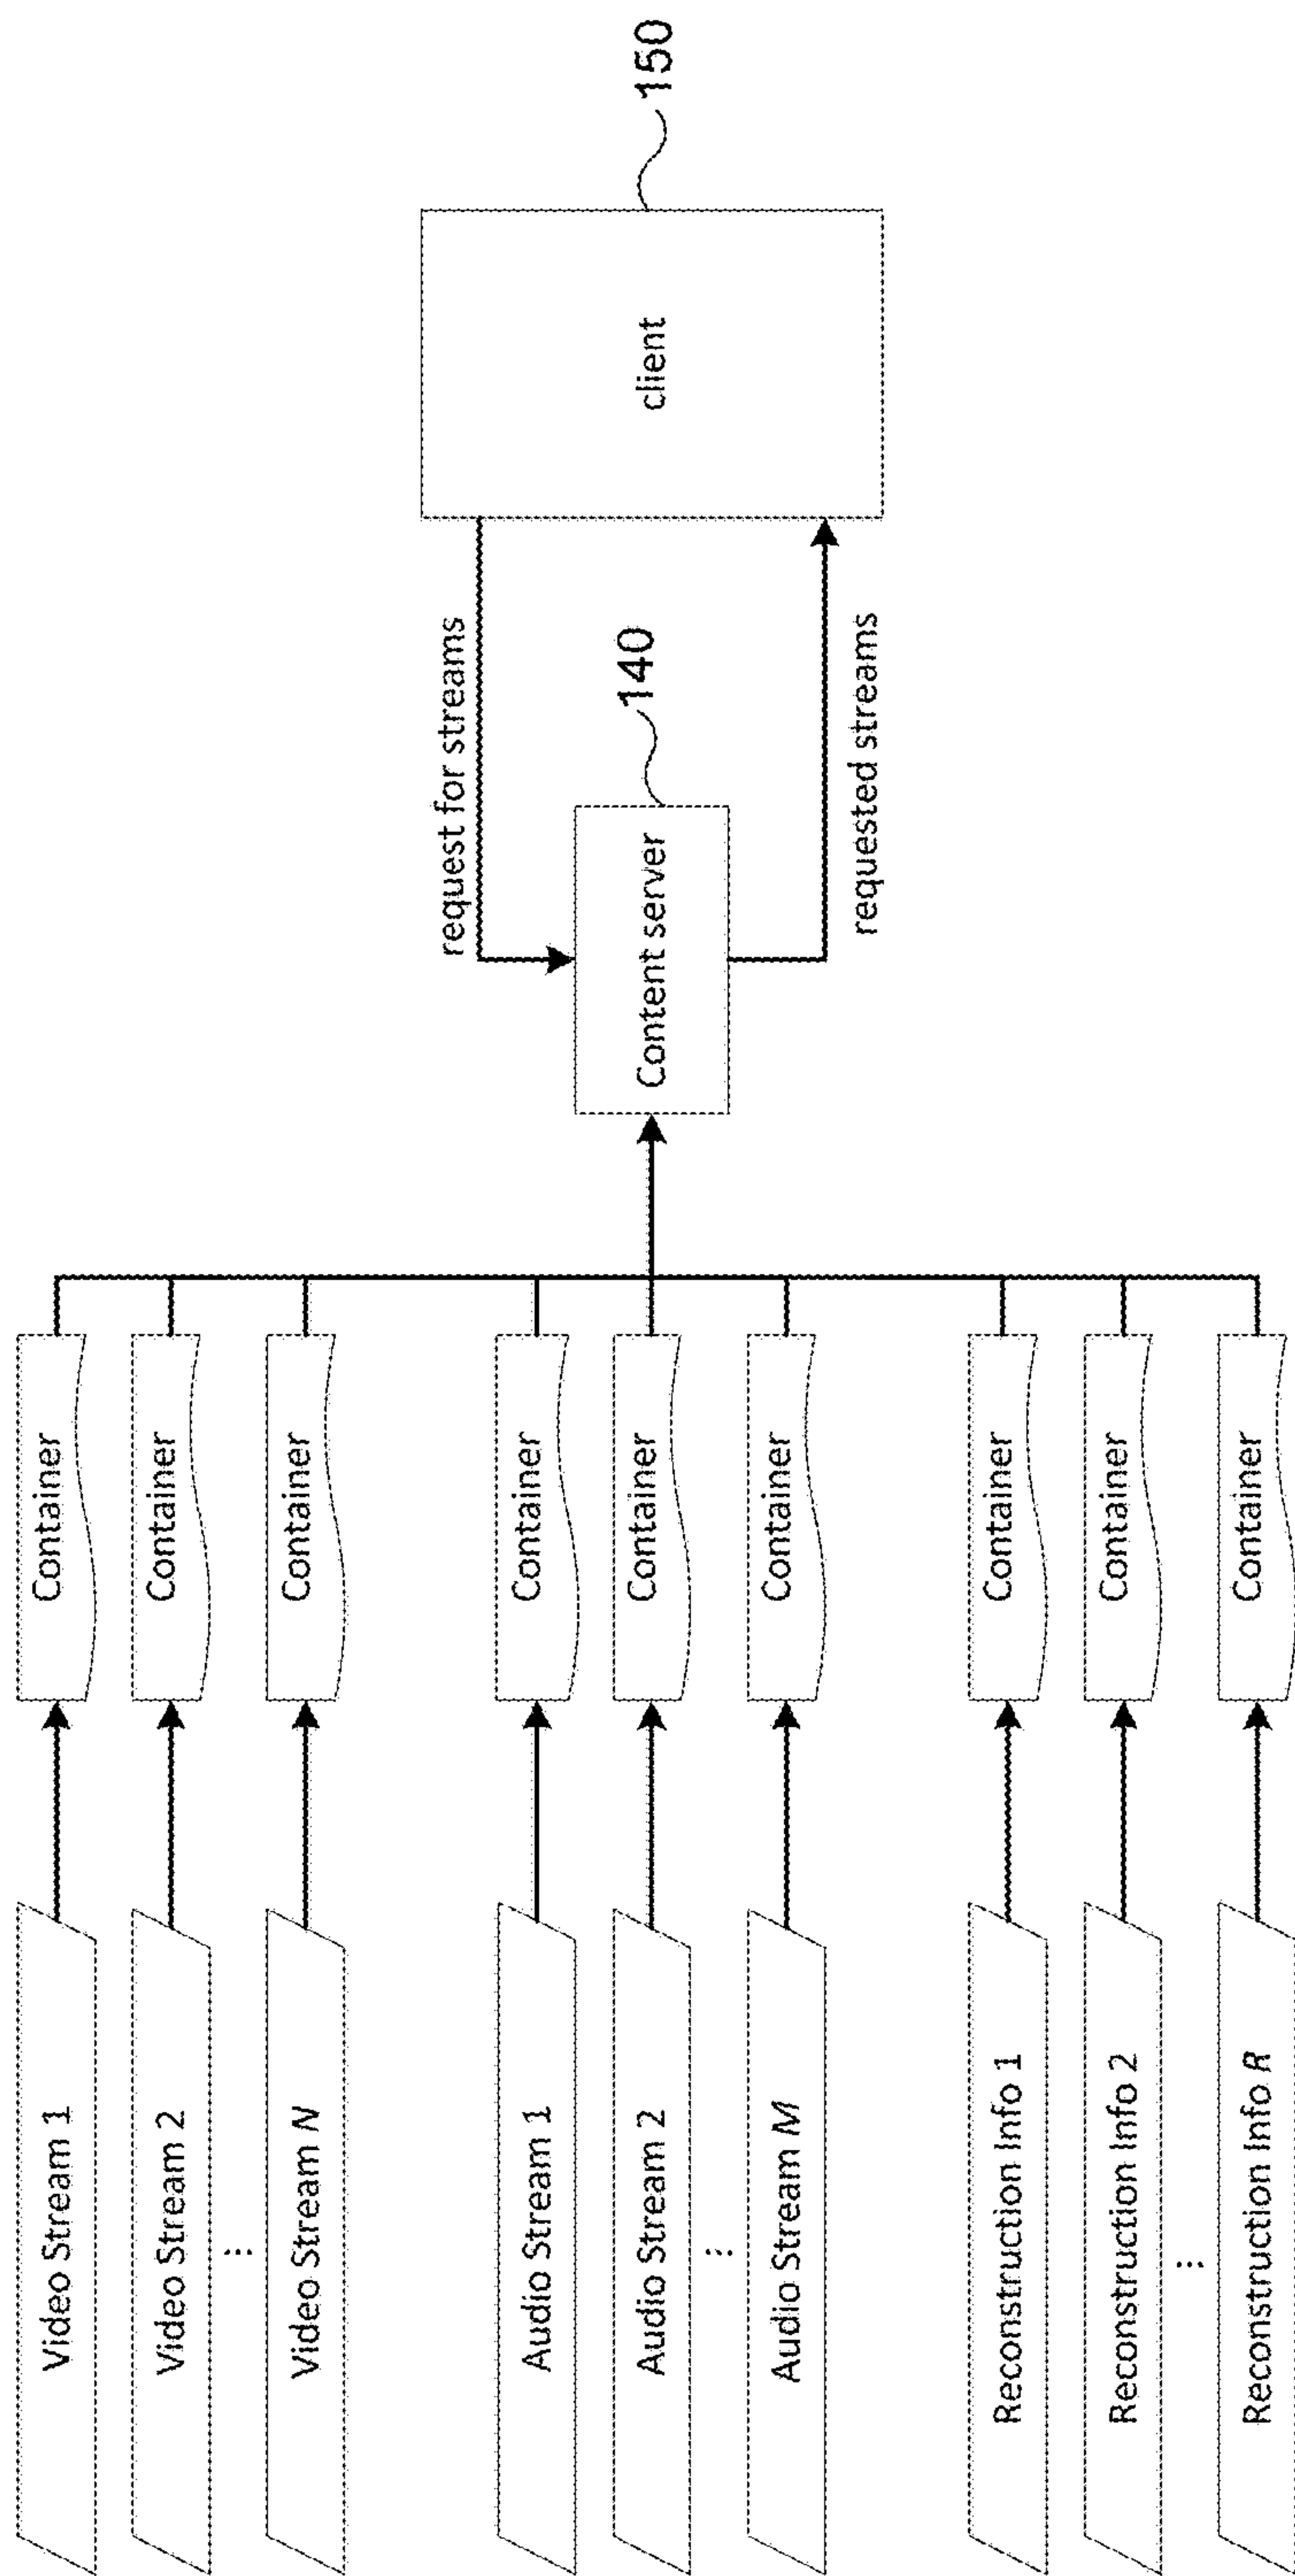 Video Stream 1
Container
Video Stream 2
Container
...
Video Stream N
Container
Audio Stream 1
Container
Audio Stream 2
Container
...
Audio Stream M
Container
Reconstruction Info 1
Container
Reconstruction Info 2
Container
...
Reconstruction Info R
Container
request for streams
Content server
140
requested streams
client
150